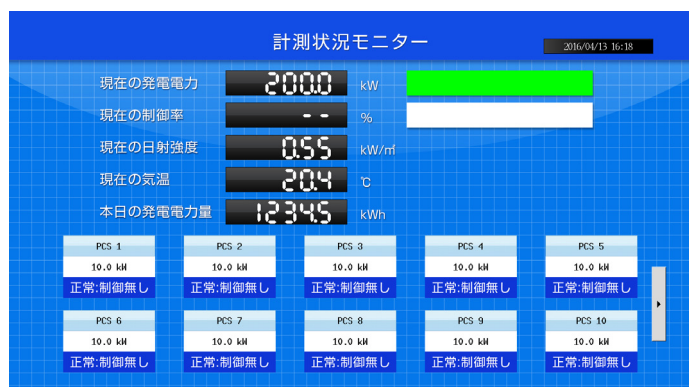 計測状況モニター
2016/04/13 16:18
現在の発電電力 200.0 kW
現在の制御率 -- %
現在の日射強度 0.55 kW/㎡
現在の気温 20.4 ℃
本日の発電電力量 1234.5 kWh
PCS 1 PCS 2 PCS 3 PCS 4 PCS 5
10.0 kW 10.0 kW 10.0 kW 10.0 kW 10.0 kW
正常:制御無し 正常:制御無し 正常:制御無し 正常:制御無し 正常:制御無し
PCS 6 PCS 7 PCS 8 PCS 9 PCS 10
10.0 kW 10.0 kW 10.0 kW 10.0 kW 10.0 kW
正常:制御無し 正常:制御無し 正常:制御無し 正常:制御無し 正常:制御無し